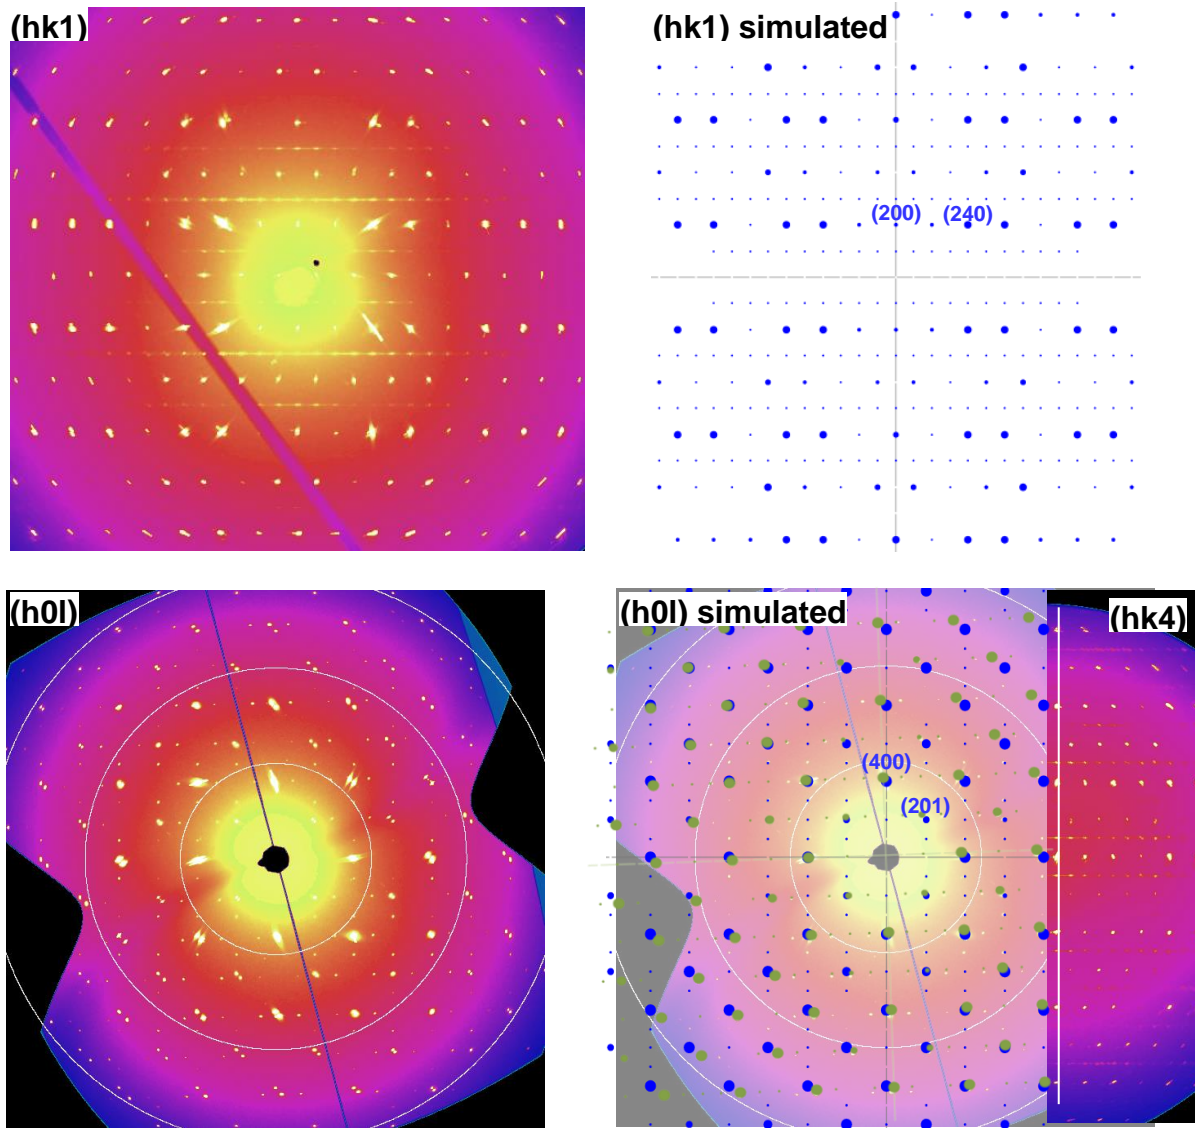 (hk1)
(hk1) simulated
(200)
(240)
(h0l)
(h0l) simulated
(hk4)
(400)
(201)